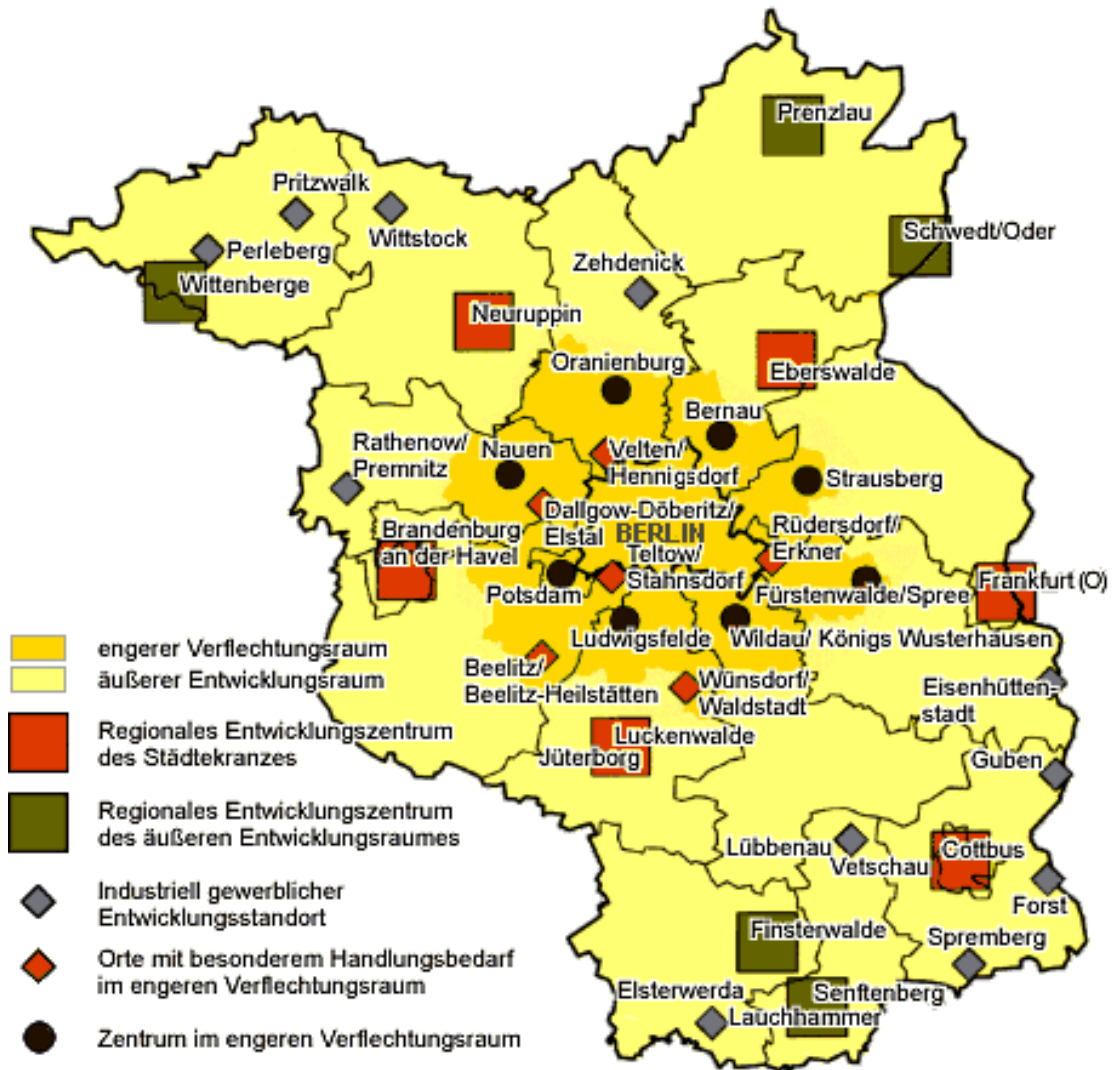 Prenzlau
Pritzwalk
Schwedt/Oder
Wittstock
Perleberg
Zehdenick
Wittenberge
Neuruppin
Oranienburg
Eberswalde
Bernau
Rathenow/
Premnitz
Nauen
Velten/
Hennigsdorf
Strausberg
Dallgow-Döberitz/
Elstal
BERLIN
Rüdersdorf/
Erkner
Brandenburg
an der Havel
Teltow/
Stahnsdorf
Frankfurt (O)
Potsdam
Fürstenwalde/Spree
Ludwigsfelde
Wildau/ Königs Wusterhausen
engerer Verflechtungsraum
äußerer Entwicklungsraum
Beelitz/
Beelitz-Heilstätten
Wünsdorf/
Waldstadt
Eisenhütten-
stadt
Regionales Entwicklungszentrum
des Städtekranzes
Luckenwalde
Jüterborg
Guben
Regionales Entwicklungszentrum
des äußeren Entwicklungsraumes
Lübbenau
Vetschau
Cottbus
Forst
Industriell gewerblicher
Entwicklungsstandort
Finsterwalde
Spremberg
Orte mit besonderem Handlungsbedarf
im engeren Verflechtungsraum
Elsterwerda
Lauchhammer
Senftenberg
Zentrum im engeren Verflechtungsraum